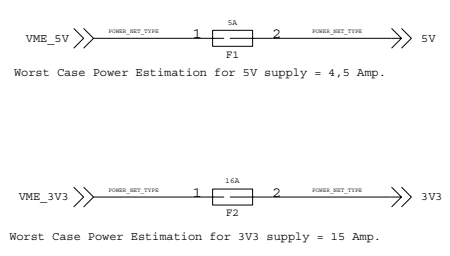 5A
VME_5V POWER_NET_TYPE 1 2 POWER_NET_TYPE 5V
F1
Worst Case Power Estimation for 5V supply = 4,5 Amp.
16A
VME_3V3 POWER_NET_TYPE 1 2 POWER_NET_TYPE 3V3
F2
Worst Case Power Estimation for 3V3 supply = 15 Amp.